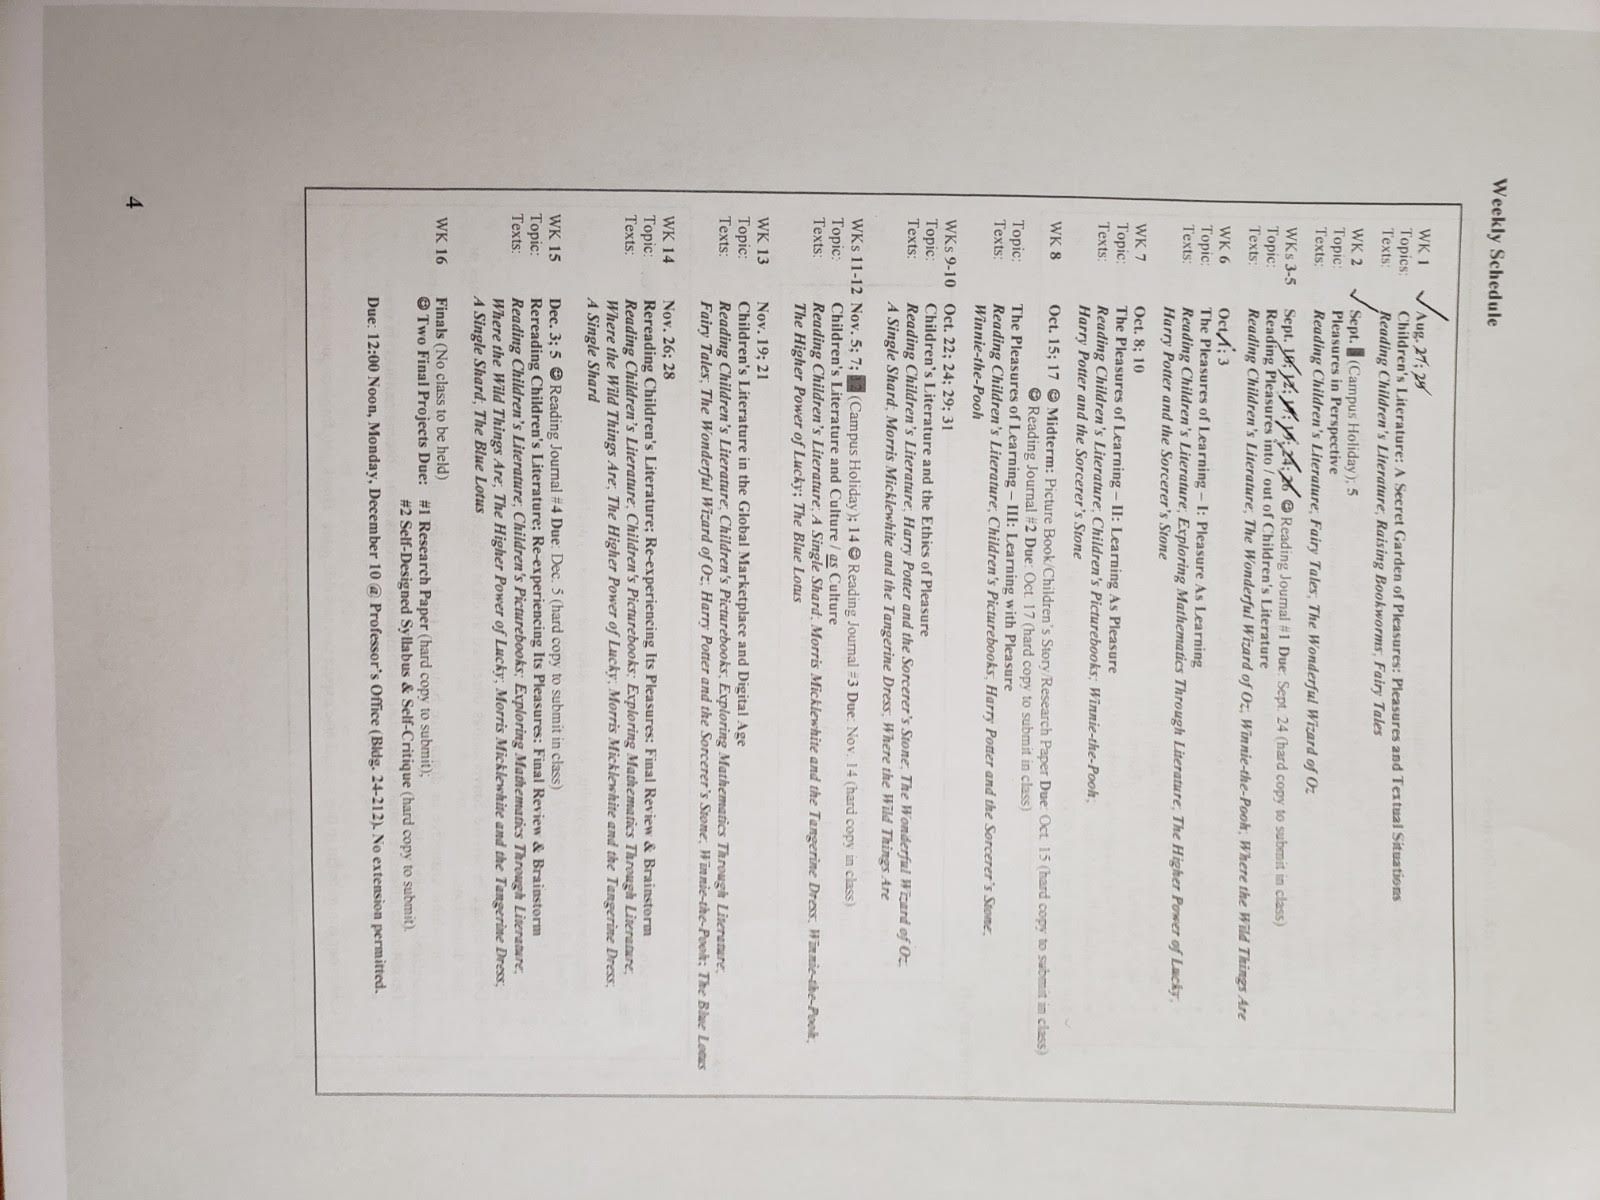 Weekly Schedule
WK 1 Aug. 27; 29
Topics: Children's Literature: A Secret Garden of Pleasures: Pleasures and Textual Situations
Texts: Reading Children's Literature; Raising Bookworms; Fairy Tales
WK 2 Sept. (Campus Holiday); 5
Topic: Pleasures in Perspective
Texts: Reading Children's Literature; Fairy Tales; The Wonderful Wizard of Oz
WKs 3-5 Sept. 24; 26 ☺ Reading Journal #1 Due: Sept. 24 (hard copy to submit in class)
Topic: Reading Pleasures into / out of Children's Literature
Texts: Reading Children's Literature; The Wonderful Wizard of Oz; Winnie-the-Pooh; Where the Wild Things Are
WK 6 Oct. 1; 3
Topic: The Pleasures of Learning – I: Pleasure As Learning
Texts: Reading Children's Literature; Exploring Mathematics Through Literature; The Higher Power of Lucky;
Harry Potter and the Sorcerer's Stone
WK 7 Oct. 8; 10
Topic: The Pleasures of Learning – II: Learning As Pleasure
Texts: Reading Children's Literature; Children's Picturebooks; Winnie-the-Pooh;
Harry Potter and the Sorcerer's Stone
WK 8 Oct. 15; 17 ☺ Midterm: Picture Book/Children's Story/Research Paper Due: Oct. 15 (hard copy to submit in class)
☺ Reading Journal #2 Due: Oct. 17 (hard copy to submit in class)
Topic: The Pleasures of Learning – III: Learning with Pleasure
Texts: Reading Children's Literature; Children's Picturebooks; Harry Potter and the Sorcerer's Stone;
Winnie-the-Pooh
WKs 9-10 Oct. 22; 24; 29; 31
Topic: Children's Literature and the Ethics of Pleasure
Texts: Reading Children's Literature; Harry Potter and the Sorcerer's Stone; The Wonderful Wizard of Oz;
A Single Shard; Morris Micklewhite and the Tangerine Dress; Where the Wild Things Are
WKs 11-12 Nov. 5; 7; 12 (Campus Holiday); 14 ☺ Reading Journal #3 Due: Nov. 14 (hard copy in class)
Topic: Children's Literature and Culture / as Culture
Texts: Reading Children's Literature; A Single Shard; Morris Micklewhite and the Tangerine Dress; Winnie-the-Pooh;
The Higher Power of Lucky; The Blue Lotus
WK 13 Nov. 19; 21
Topic: Children's Literature in the Global Marketplace and Digital Age
Texts: Reading Children's Literature; Children's Picturebooks; Exploring Mathematics Through Literature;
Fairy Tales; The Wonderful Wizard of Oz; Harry Potter and the Sorcerer's Stone; Winnie-the-Pooh; The Blue Lotus
WK 14 Nov. 26; 28
Topic: Rereading Children's Literature; Re-experiencing Its Pleasures: Final Review & Brainstorm
Texts: Reading Children's Literature; Children's Picturebooks; Exploring Mathematics Through Literature;
Where the Wild Things Are; The Higher Power of Lucky; Morris Micklewhite and the Tangerine Dress;
A Single Shard
WK 15 Dec. 3; 5 ☺ Reading Journal #4 Due: Dec. 5 (hard copy to submit in class)
Topic: Rereading Children's Literature; Re-experiencing Its Pleasures: Final Review & Brainstorm
Texts: Reading Children's Literature; Children's Picturebooks; Exploring Mathematics Through Literature;
Where the Wild Things Are; The Higher Power of Lucky; Morris Micklewhite and the Tangerine Dress;
A Single Shard; The Blue Lotus
WK 16 Finals (No class to be held)
☺ Two Final Projects Due: #1 Research Paper (hard copy to submit);
#2 Self-Designed Syllabus & Self-Critique (hard copy to submit).
Due: 12:00 Noon, Monday, December 10 @ Professor's Office (Bldg. 24-212). No extension permitted.
4